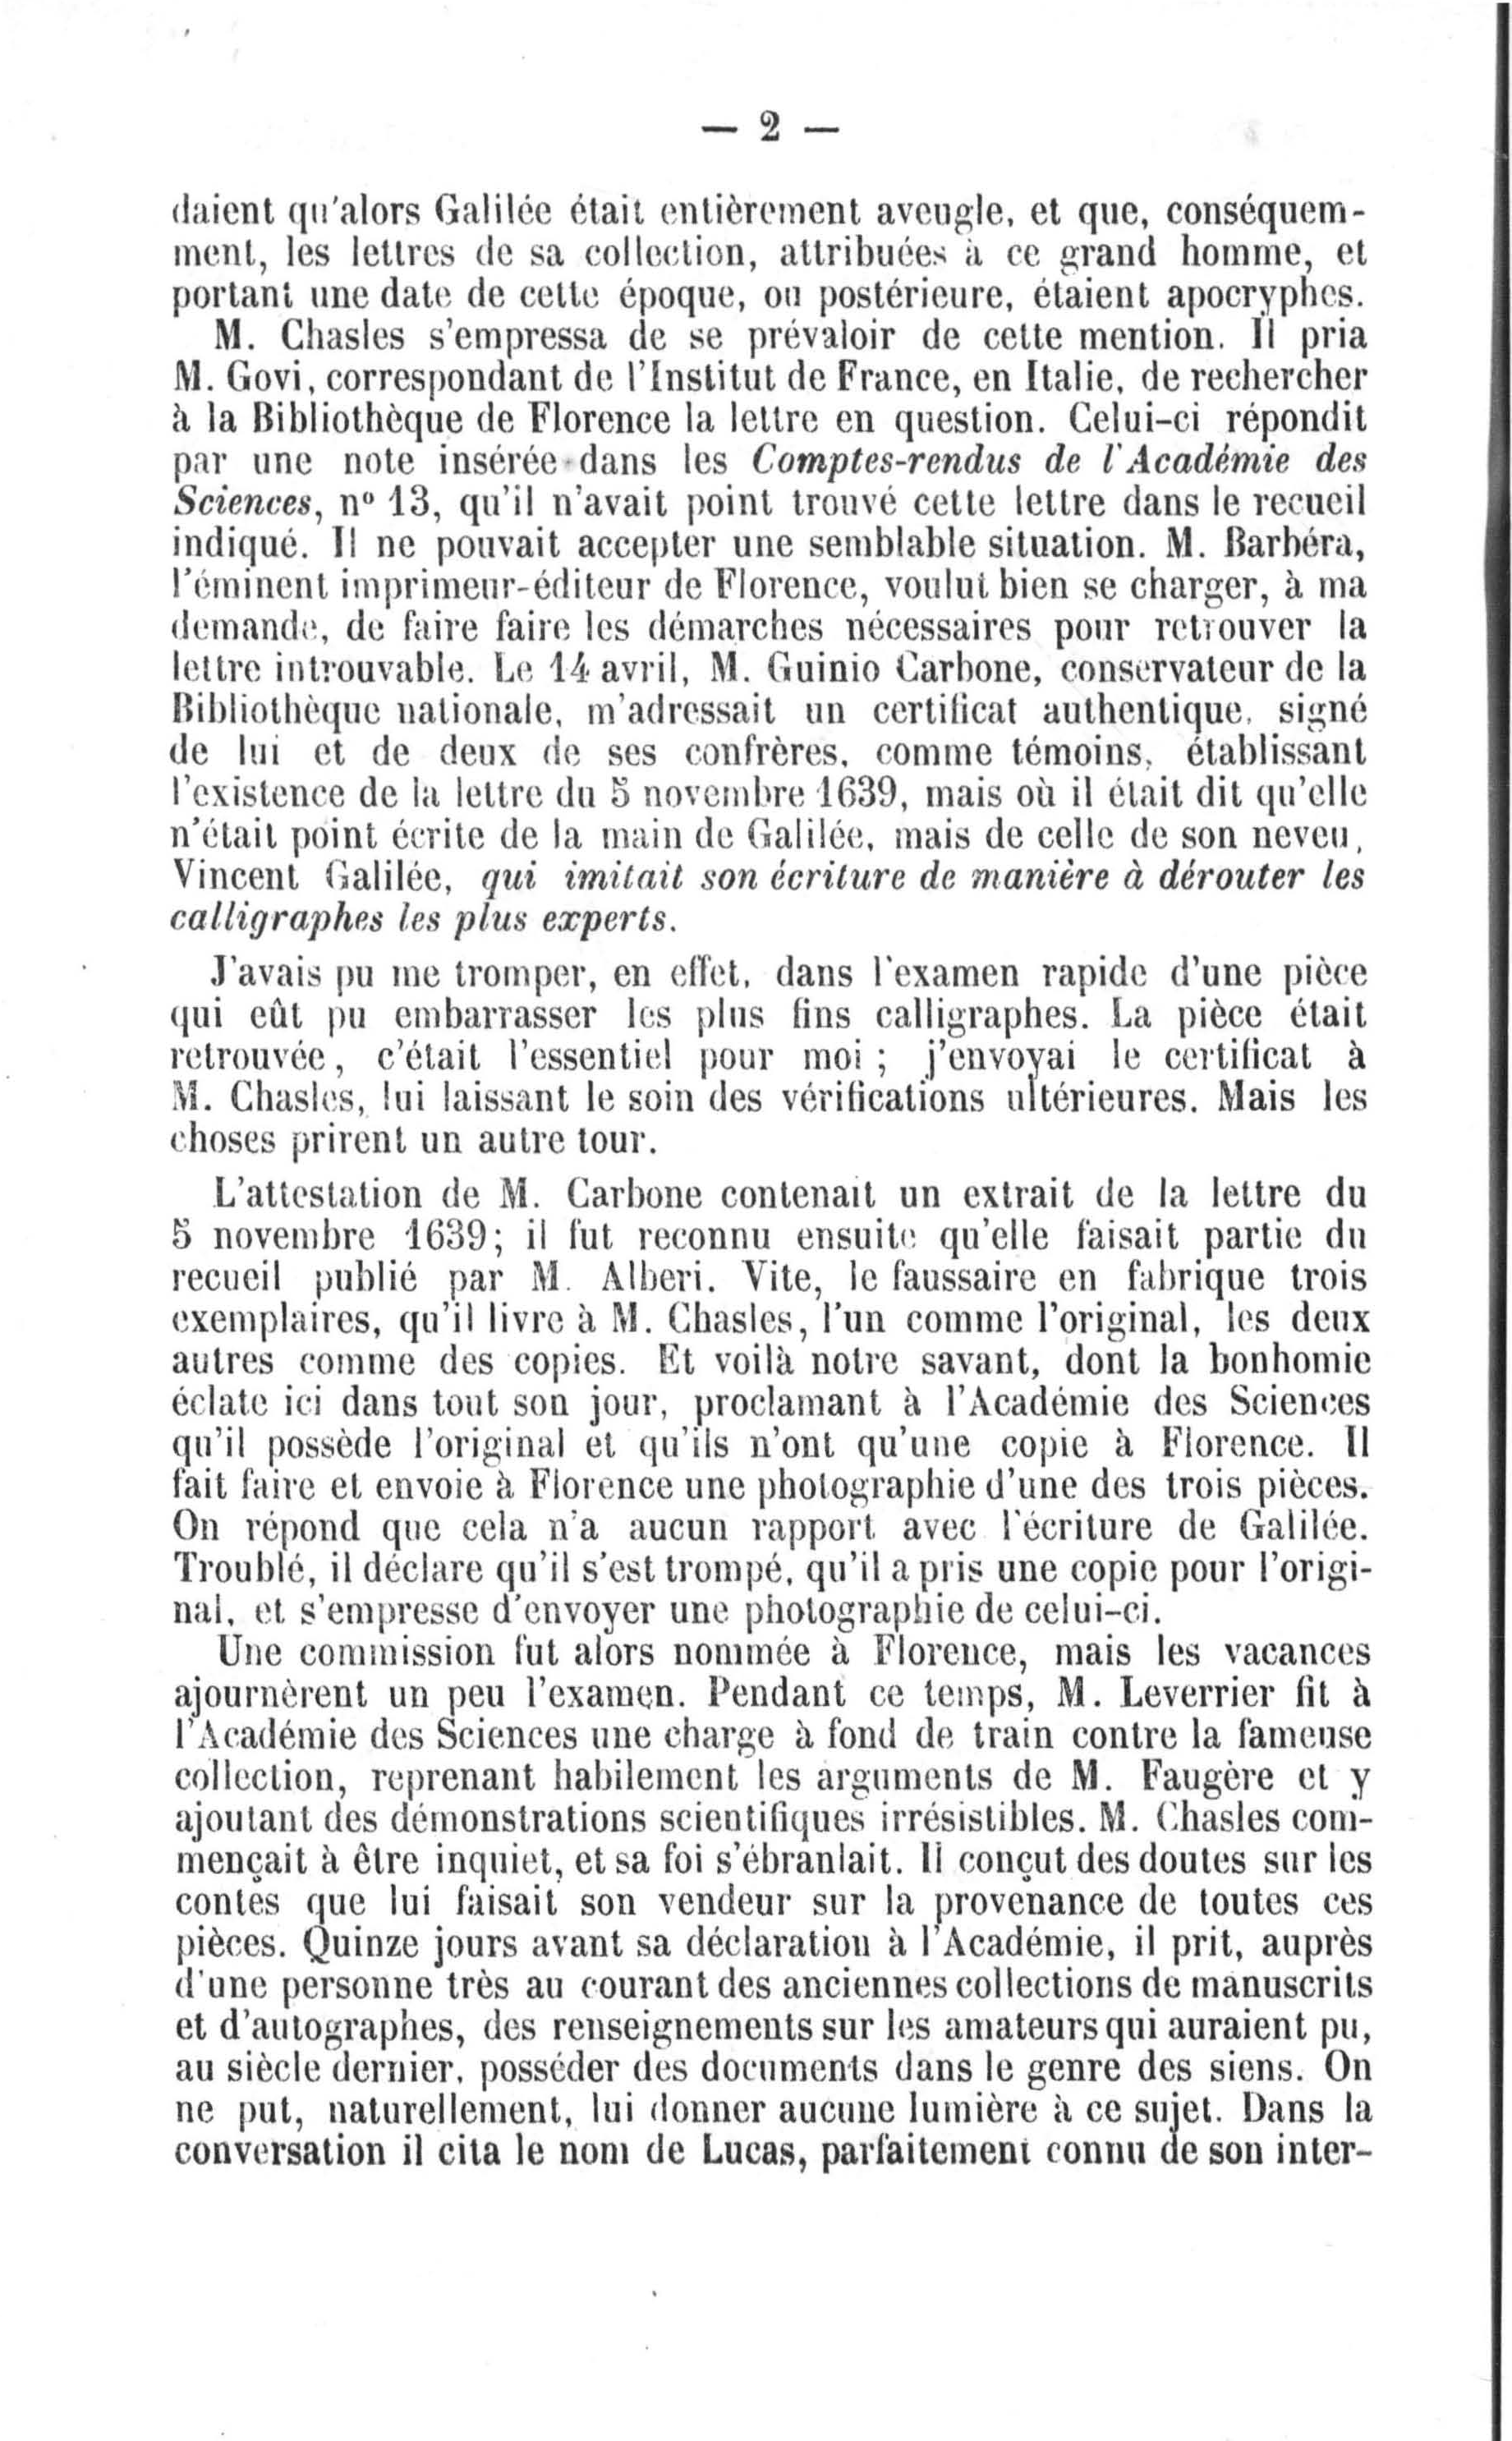 — 2 —
daient qu'alors Galilée était entièrement aveugle, et que, conséquem-
ment, les lettres de sa collection, attribuées à ce grand homme, et
portant une date de cette époque, ou postérieure, étaient apocryphes.
M. Chasles s'empressa de se prévaloir de cette mention. Il pria
M. Govi, correspondant de l'Institut de France, en Italie, de rechercher
à la Bibliothèque de Florence la lettre en question. Celui-ci répondit
par une note insérée dans les Comptes-rendus de l'Académie des
Sciences, nº 13, qu'il n'avait point trouvé cette lettre dans le recueil
indiqué. Il ne pouvait accepter une semblable situation. M. Barbéra,
l'éminent imprimeur-éditeur de Florence, voulut bien se charger, à ma
demande, de faire faire les démarches nécessaires pour retrouver la
lettre introuvable. Le 14 avril, M. Guinio Carbone, conservateur de la
Bibliothèque nationale, m'adressait un certificat authentique, signé
de lui et de deux de ses confrères, comme témoins, établissant
l'existence de la lettre du 5 novembre 1639, mais où il était dit qu'elle
n'était point écrite de la main de Galilée, mais de celle de son neveu,
Vincent Galilée, qui imitait son écriture de manière à dérouter les
calligraphes les plus experts.
J'avais pu me tromper, en effet, dans l'examen rapide d'une pièce
qui eût pu embarrasser les plus fins calligraphes. La pièce était
retrouvée, c'était l'essentiel pour moi ; j'envoyai le certificat à
M. Chasles, lui laissant le soin des vérifications ultérieures. Mais les
choses prirent un autre tour.
L'attestation de M. Carbone contenait un extrait de la lettre du
5 novembre 1639; il fut reconnu ensuite qu'elle faisait partie du
recueil publié par M. Alberi. Vite, le faussaire en fabrique trois
exemplaires, qu'il livre à M. Chasles, l'un comme l'original, les deux
autres comme des copies. Et voilà notre savant, dont la bonhomie
éclate ici dans tout son jour, proclamant à l'Académie des Sciences
qu'il possède l'original et qu'ils n'ont qu'une copie à Florence. Il
fait faire et envoie à Florence une photographie d'une des trois pièces.
On répond que cela n'a aucun rapport avec l'écriture de Galilée.
Troublé, il déclare qu'il s'est trompé, qu'il a pris une copie pour l'origi-
nal, et s'empresse d'envoyer une photographie de celui-ci.
Une commission fut alors nommée à Florence, mais les vacances
ajournèrent un peu l'examen. Pendant ce temps, M. Leverrier fit à
l'Académie des Sciences une charge à fond de train contre la fameuse
collection, reprenant habilement les arguments de M. Faugère et y
ajoutant des démonstrations scientifiques irrésistibles. M. Chasles com-
mençait à être inquiet, et sa foi s'ébranlait. Il conçut des doutes sur les
contes que lui faisait son vendeur sur la provenance de toutes ces
pièces. Quinze jours avant sa déclaration à l'Académie, il prit, auprès
d'une personne très au courant des anciennes collections de manuscrits
et d'autographes, des renseignements sur les amateurs qui auraient pu,
au siècle dernier, posséder des documents dans le genre des siens. On
ne put, naturellement, lui donner aucune lumière à ce sujet. Dans la
conversation il cita le nom de Lucas, parfaitement connu de son inter-